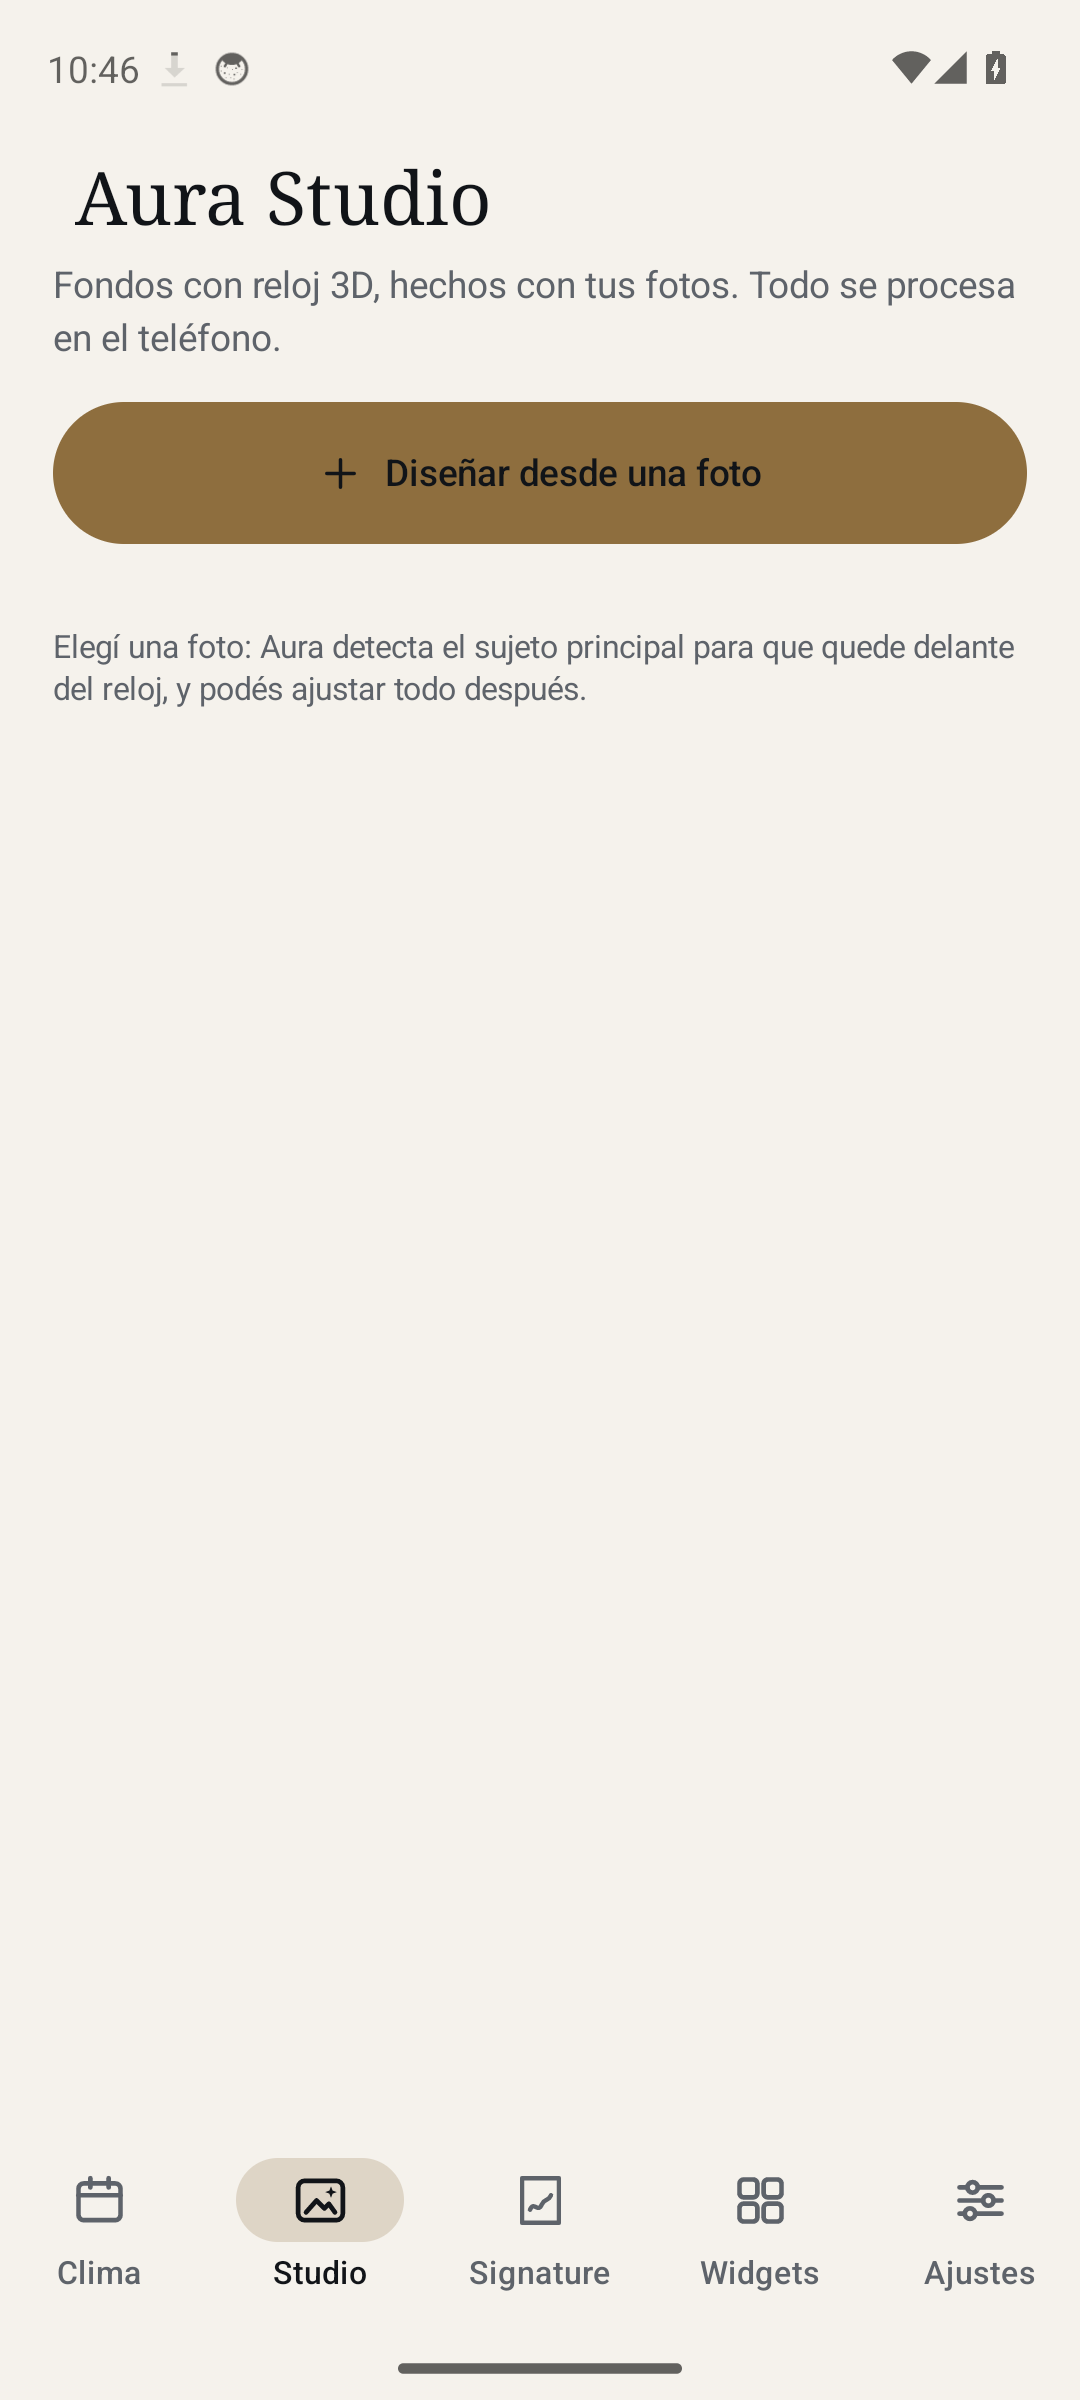 10:46
Aura Studio
Fondos con reloj 3D, hechos con tus fotos. Todo se procesa
en el teléfono.
Diseñar desde una foto
Elegí una foto: Aura detecta el sujeto principal para que quede delante
del reloj, y podés ajustar todo después.
Clima
Studio
Signature
Widgets
Ajustes